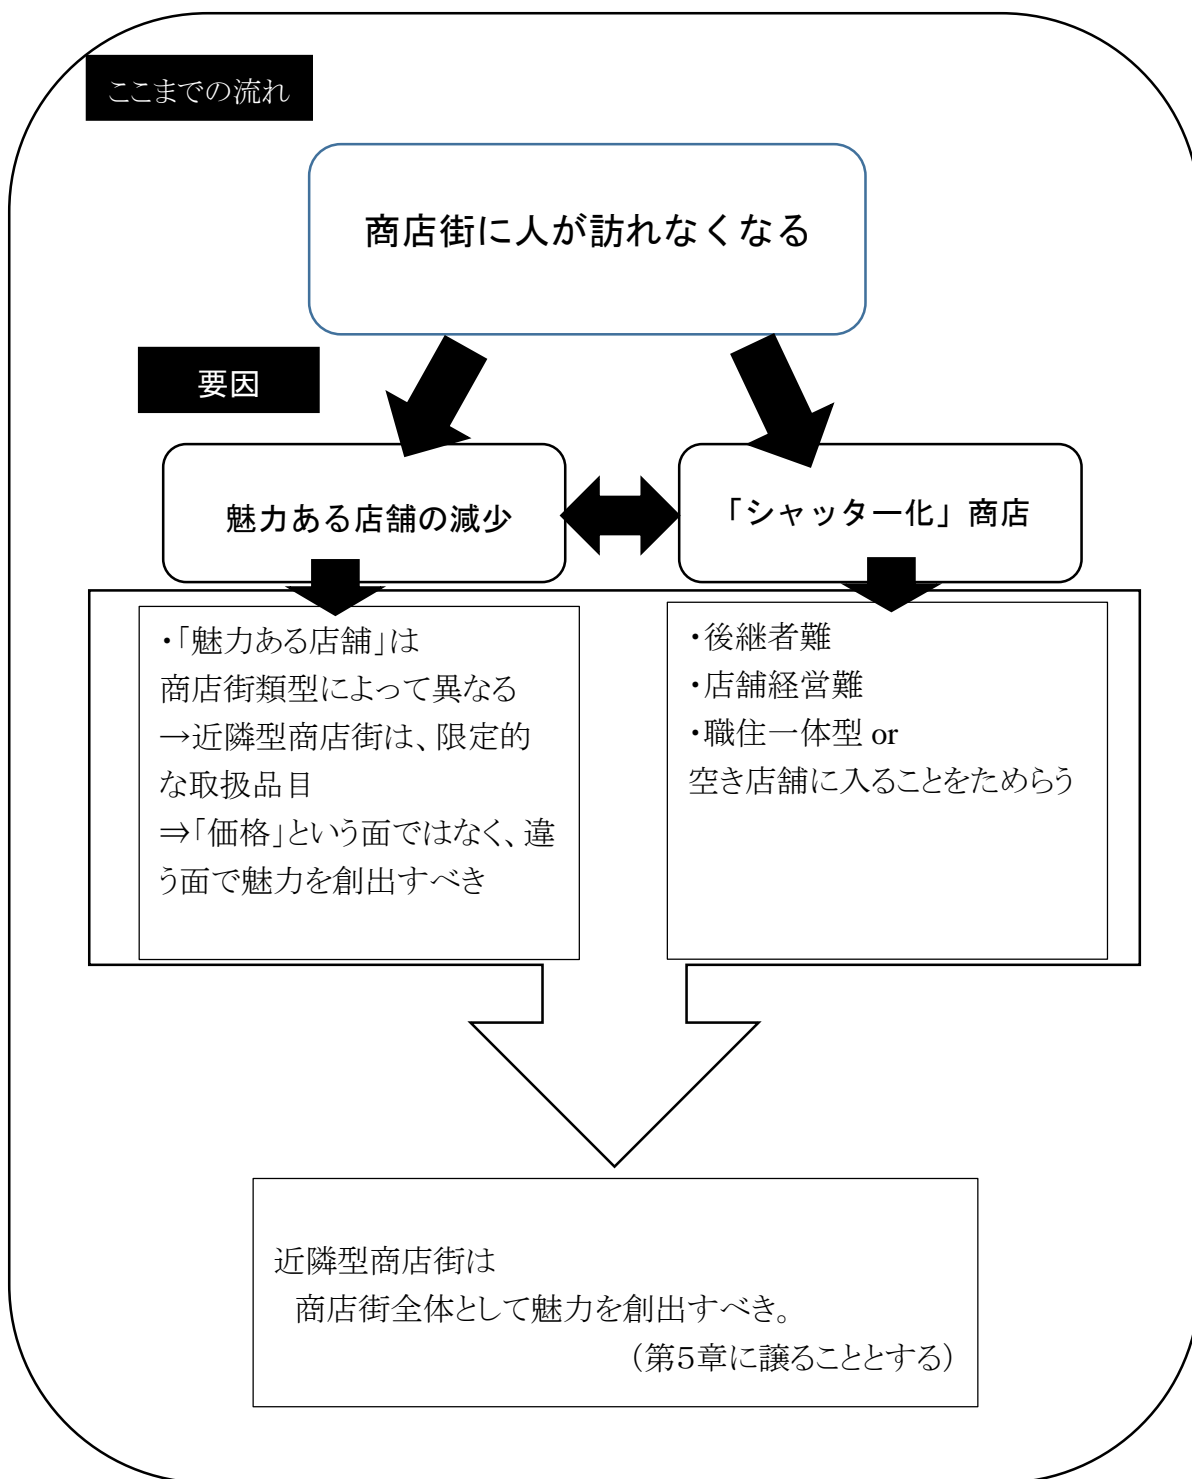 ここまでの流れ
商店街に人が訪れなくなる
要因
魅力ある店舗の減少
「シャッター化」商店
・「魅力ある店舗」は
商店街類型によって異なる
→近隣型商店街は、限定的
な取扱品目
⇒「価格」という面ではなく、違
う面で魅力を創出すべき
・後継者難
・店舗経営難
・職住一体型 or
空き店舗に入ることをためらう
近隣型商店街は
商店街全体として魅力を創出すべき。
（第５章に譲ることとする）